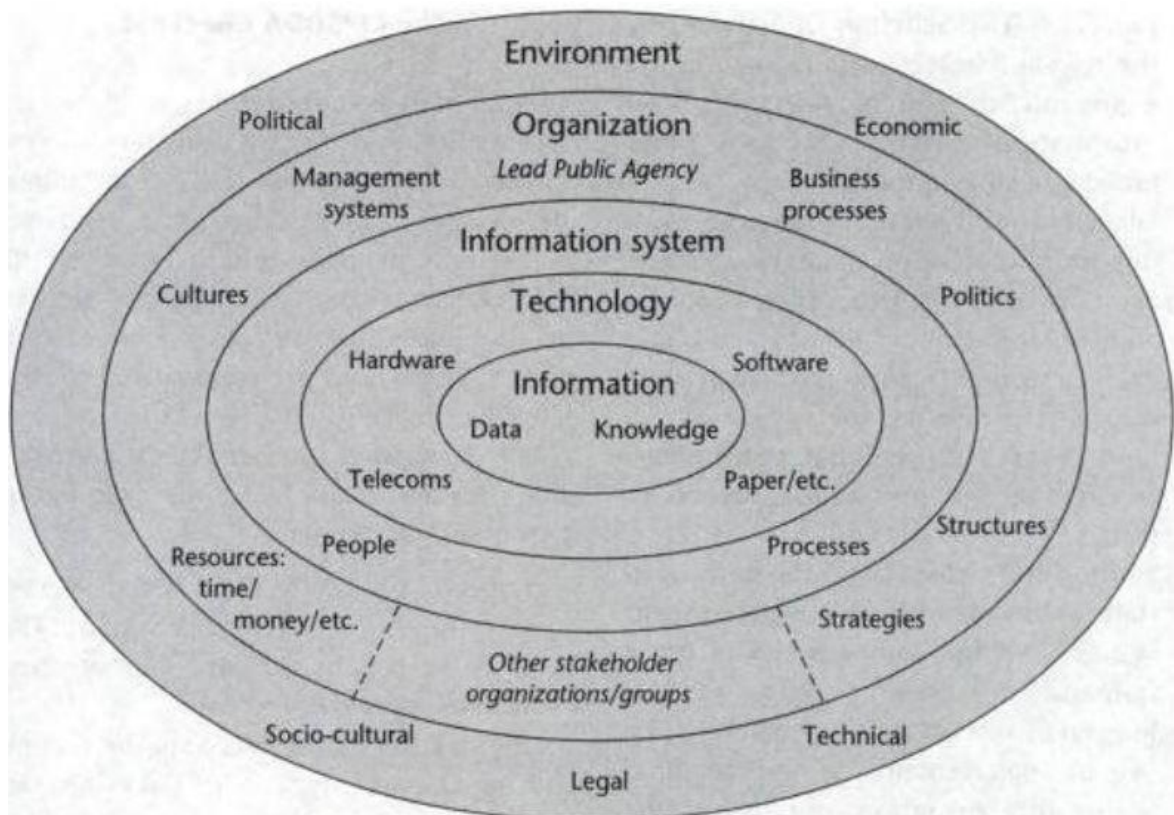 Environment
Political
Economic
Organization
Lead Public Agency
Management
systems
Business
processes
Information system
Cultures
Politics
Technology
Hardware
Software
Information
Data
Knowledge
Telecoms
Paper/etc.
Structures
People
Processes
Resources:
time/
money/etc.
Strategies
Other stakeholder
organizations/groups
Socio-cultural
Technical
Legal